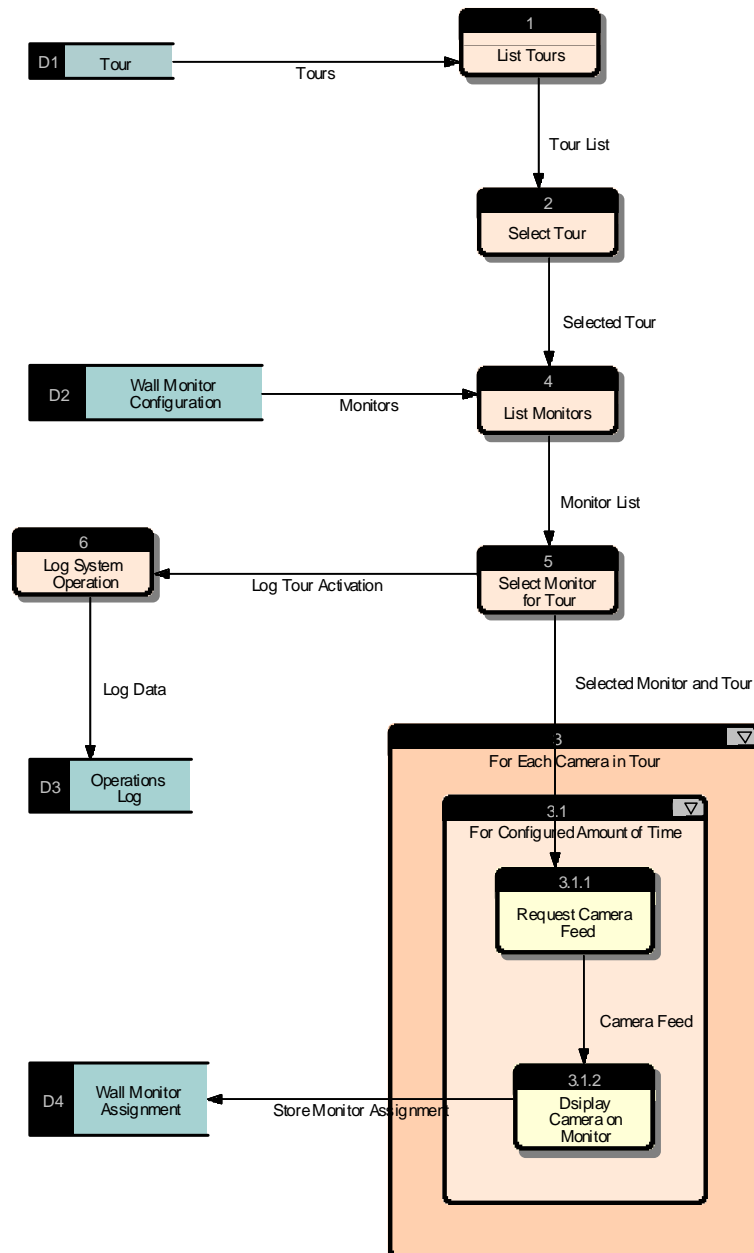 1
List Tours
D1
Tour
Tours
Tour List
2
Select Tour
Selected Tour
D2
Wall Monitor
Configuration
Monitors
4
List Monitors
Monitor List
6
Log System
Operation
Log Tour Activation
5
Select Monitor
for Tour
Log Data
Selected Monitor and Tour
D3
Operations
Log
3
For Each Camera in Tour
3.1
For Configured Amount of Time
3.1.1
Request Camera
Feed
Camera Feed
D4
Wall Monitor
Assignment
Store Monitor Assignment
3.1.2
Dsiplay
Camera on
Monitor